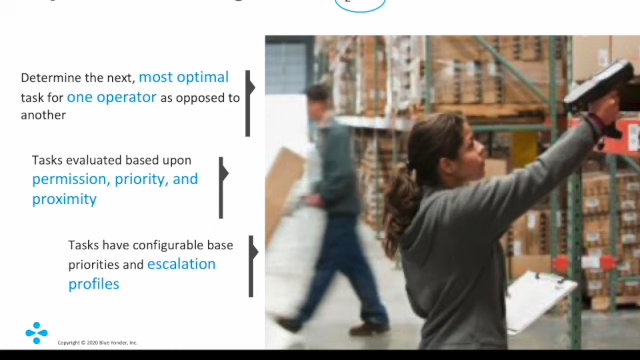 Determine the next, most optimal
task for one operator as opposed to
another
Tasks evaluated based upon
permission, priority, and
proximity
Tasks have configurable base
priorities and escalation
profiles
Copyright © 2020 Blue Yonder, Inc.